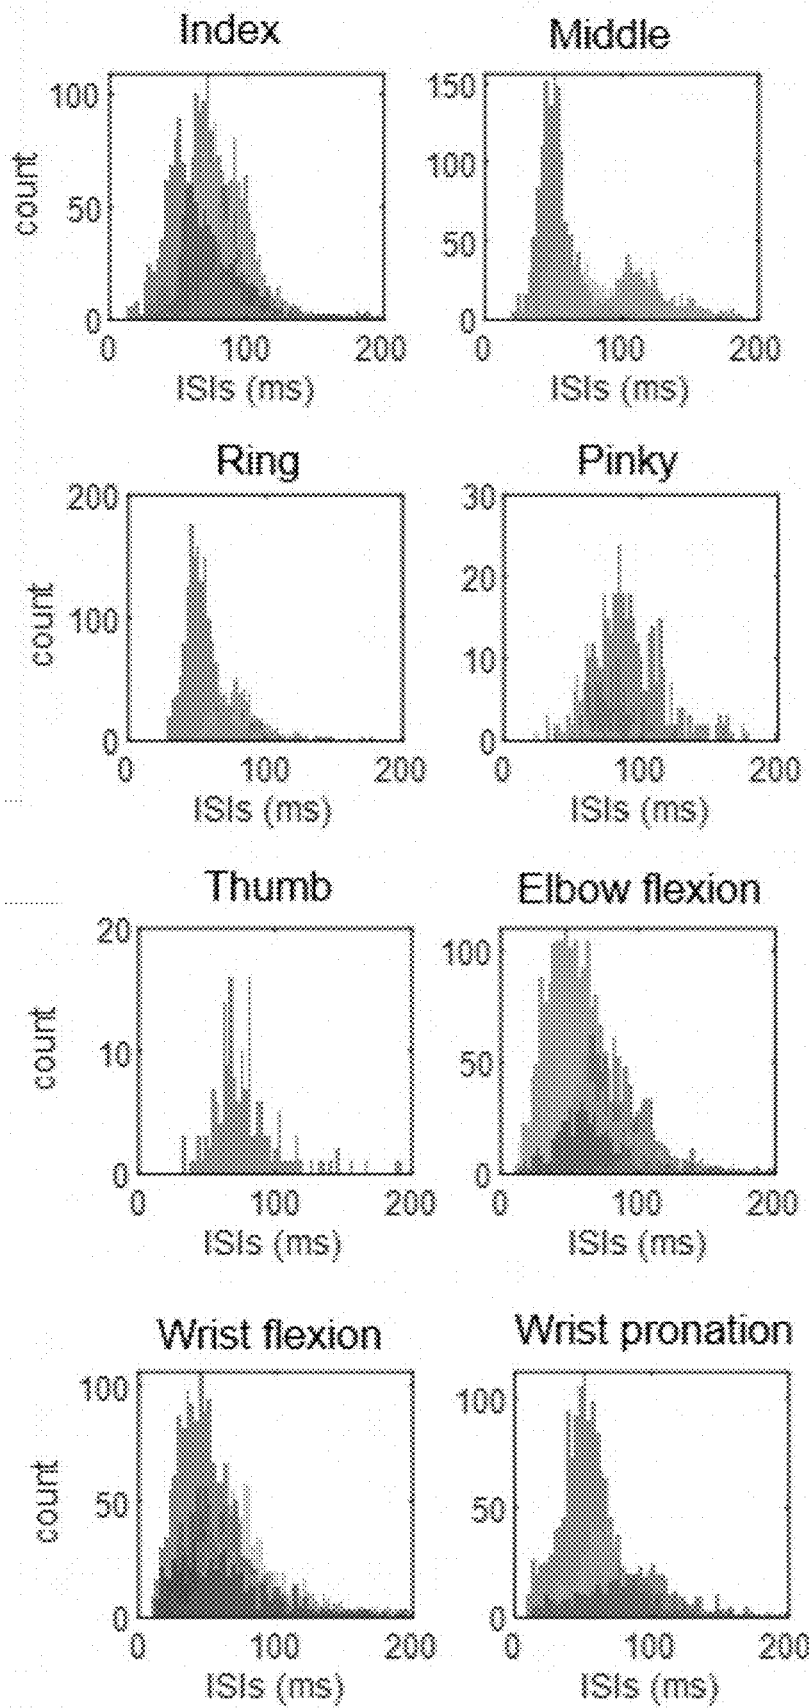 Index Middle
100 150
count 50 100
50
0 0
0 100 200 0 100 200
ISIs (ms) ISIs (ms)
Ring Pinky
200 30
20
count 100 10
0 0
0 100 200 0 100 200
ISIs (ms) ISIs (ms)
Thumb Elbow flexion
20 100
count 10 50
0 0
0 100 200 0 100 200
ISIs (ms) ISIs (ms)
Wrist flexion Wrist pronation
100 100
count 50 50
0 0
0 100 200 0 100 200
ISIs (ms) ISIs (ms)